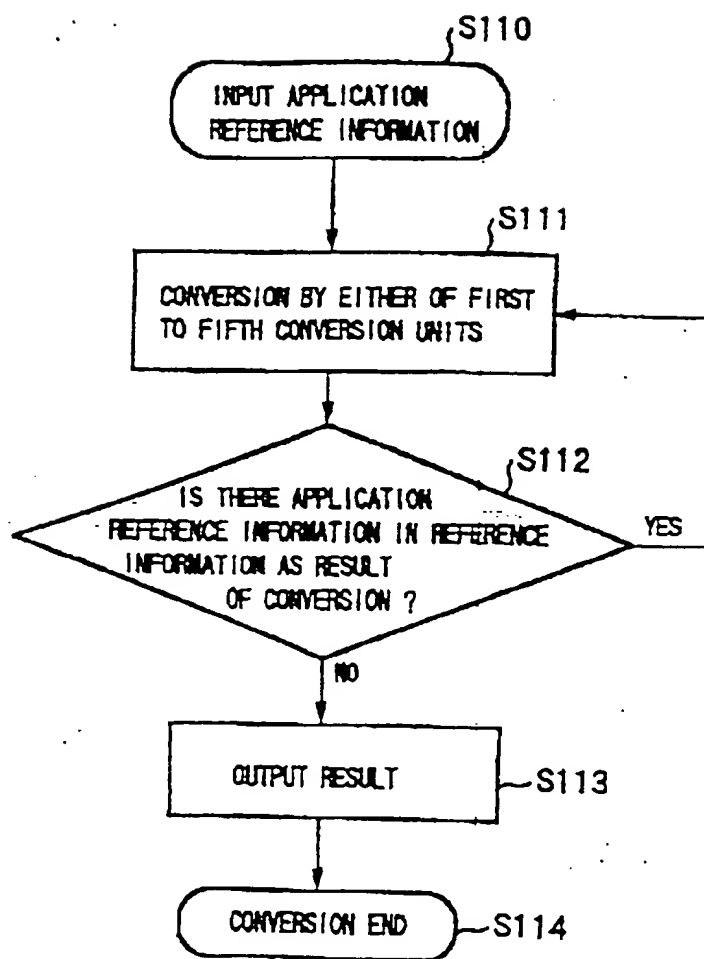 S110
INPUT APPLICATION
REFERENCE INFORMATION
S111
CONVERSION BY EITHER OF FIRST
TO FIFTH CONVERSION UNITS
S112
IS THERE APPLICATION
REFERENCE INFORMATION IN REFERENCE
INFORMATION AS RESULT
OF CONVERSION ?
YES
NO
OUTPUT RESULT
S113
CONVERSION END
S114